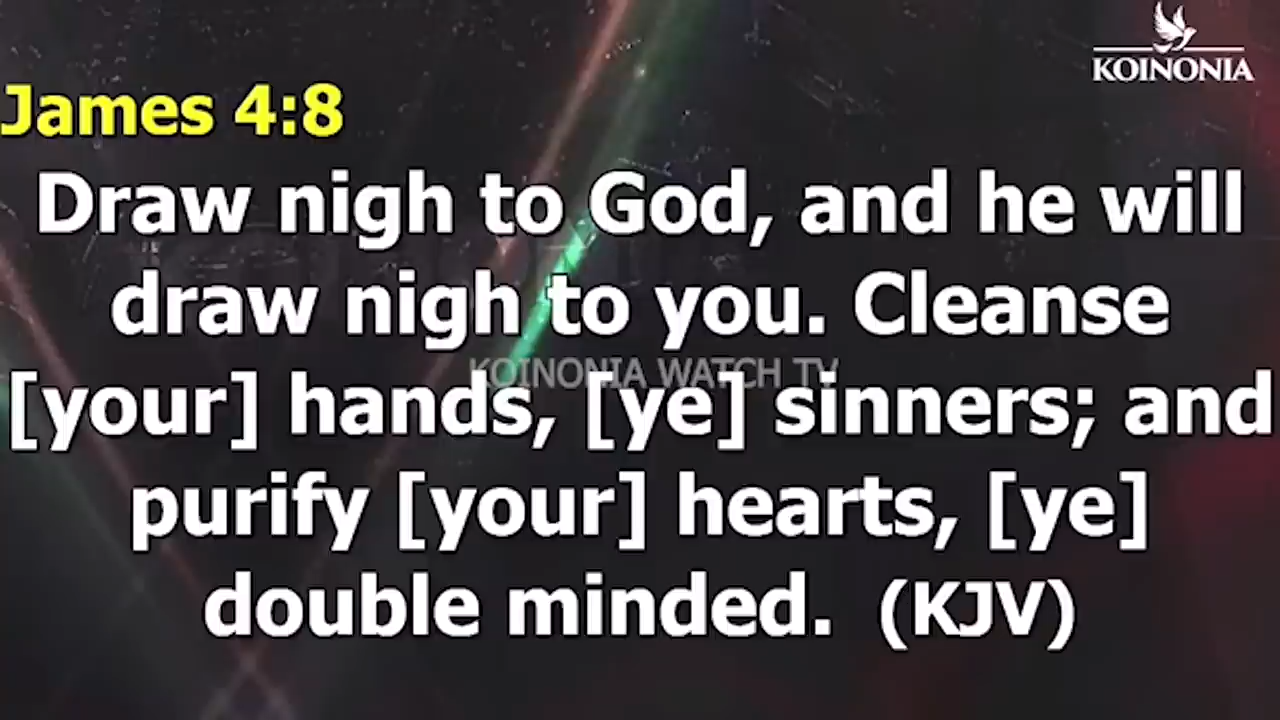 KOINONIA
James 4:8
Draw nigh to God, and he will
draw nigh to you. Cleanse
KOINONIA WATCH TV
[your] hands, [ye] sinners; and
purify [your] hearts, [ye]
double minded. (KJV)